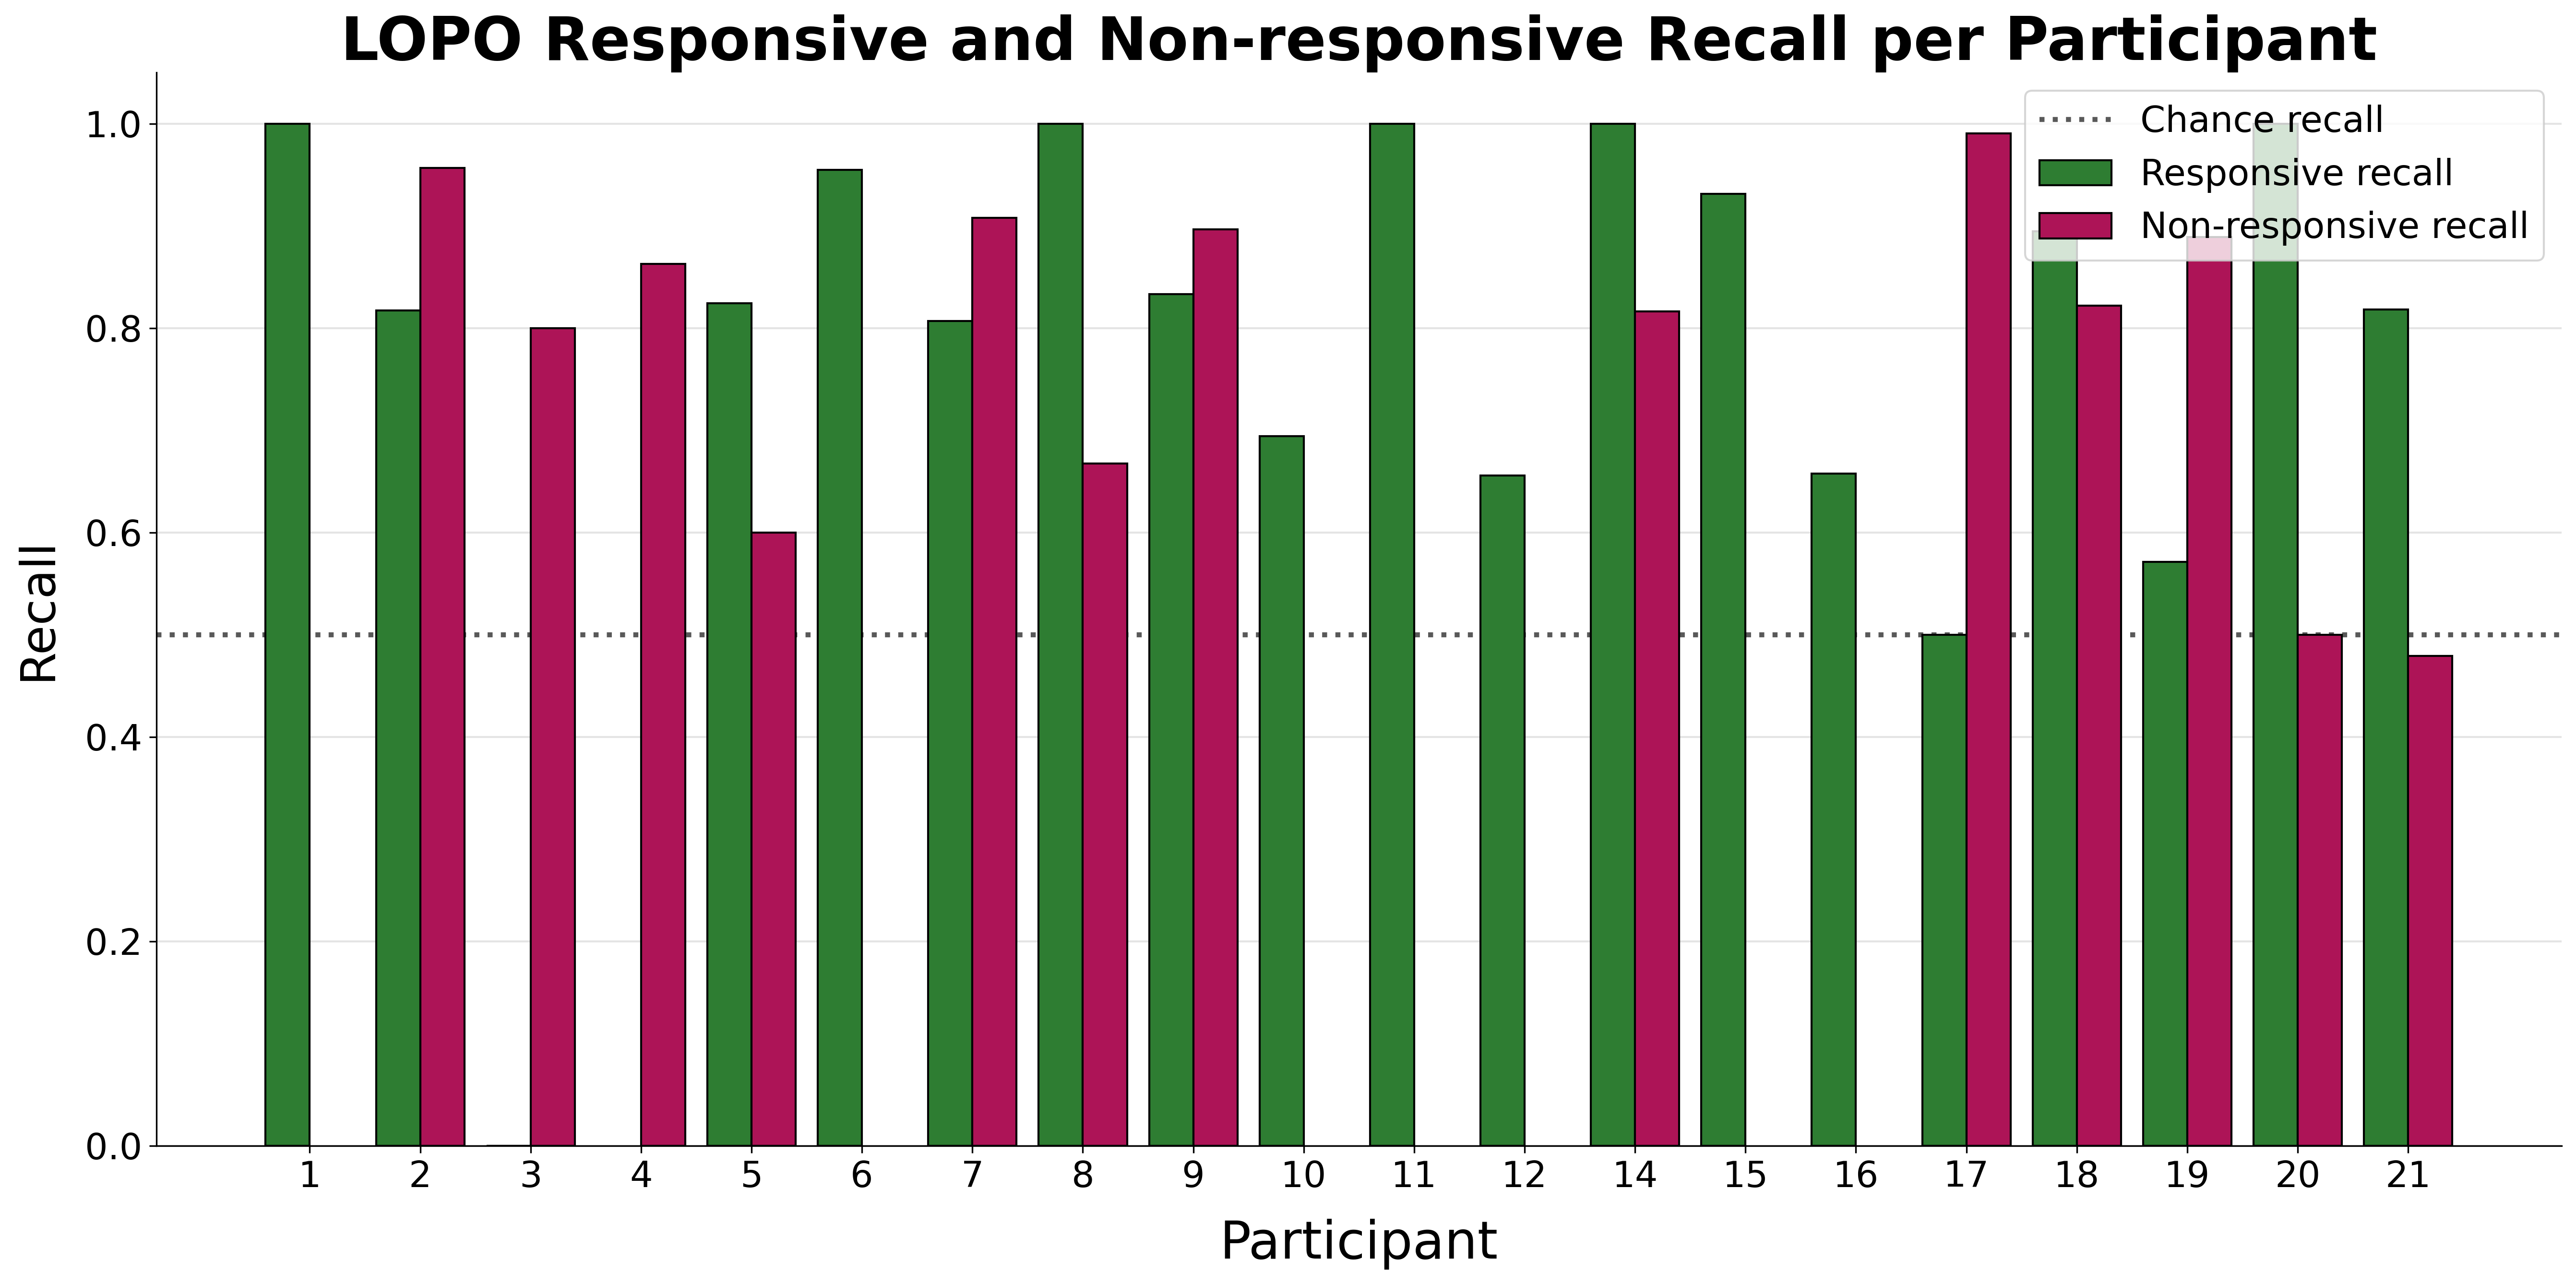 LOPO Responsive and Non-responsive Recall per Participant
Chance recall
Responsive recall
Non-responsive recall
Recall
1.0
0.8
0.6
0.4
0.2
0.0
1 2 3 4 5 6 7 8 9 10 11 12 14 15 16 17 18 19 20 21
Participant